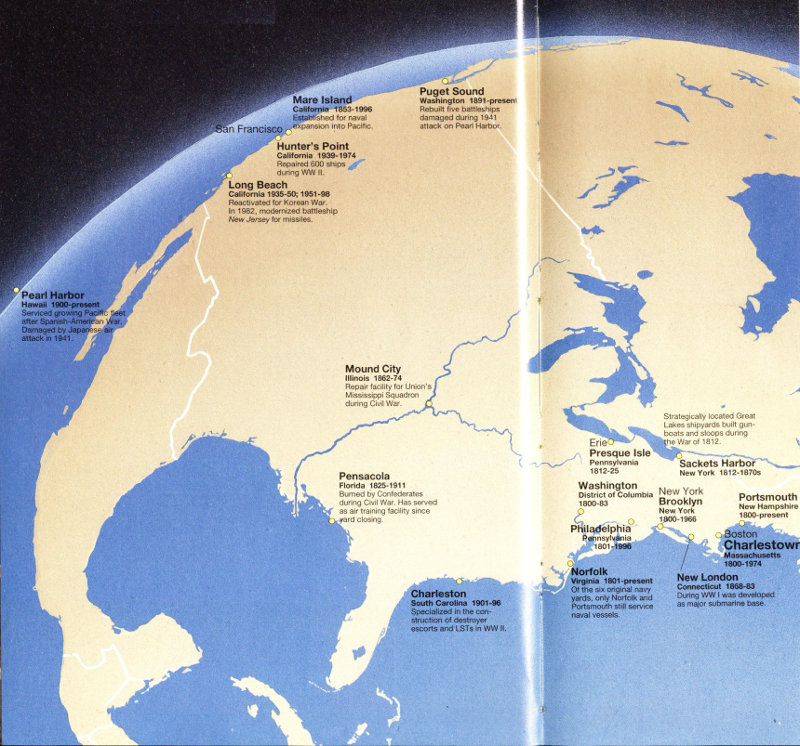 Puget Sound
Washington 1891-present
Rebuilt five battleships
damaged during 1941
attack on Pearl Harbor.
Mare Island
California 1853-1996
Established for naval
expansion into Pacific.
San Francisco
Hunter's Point
California 1939-1974
Repaired 600 ships
during WW II.
Long Beach
California 1935-50; 1951-98
Reactivated for Korean War.
In 1982, modernized battleship
New Jersey for missiles.
Pearl Harbor
Hawaii 1900-present
Serviced growing Pacific fleet
after Spanish-American War.
Damaged by Japanese air
attack in 1941.
Mound City
Illinois 1862-74
Repair facility for Union's
Mississippi Squadron
during Civil War.
Strategically located Great
Lakes shipyards built gun-
boats and sloops during
the War of 1812.
Erie
Presque Isle
Pennsylvania
1812-25
Sackets Harbor
New York 1812-1870s
Pensacola
Florida 1825-1911
Burned by Confederates
during Civil War. Has served
as air training facility since
yard closing.
Washington
District of Columbia
1800-83
New York
Brooklyn
New York
1800-1966
Portsmouth
New Hampshire
1800-present
Philadelphia
Pennsylvania
1801-1996
Boston
Charlestown
Massachusetts
1800-1974
Norfolk
Virginia 1801-present
Of the six original navy
yards, only Norfolk and
Portsmouth still service
naval vessels.
New London
Connecticut 1868-83
During WW I was developed
as major submarine base.
Charleston
South Carolina 1901-96
Specialized in the con-
struction of destroyer
escorts and LSTs in WW II.